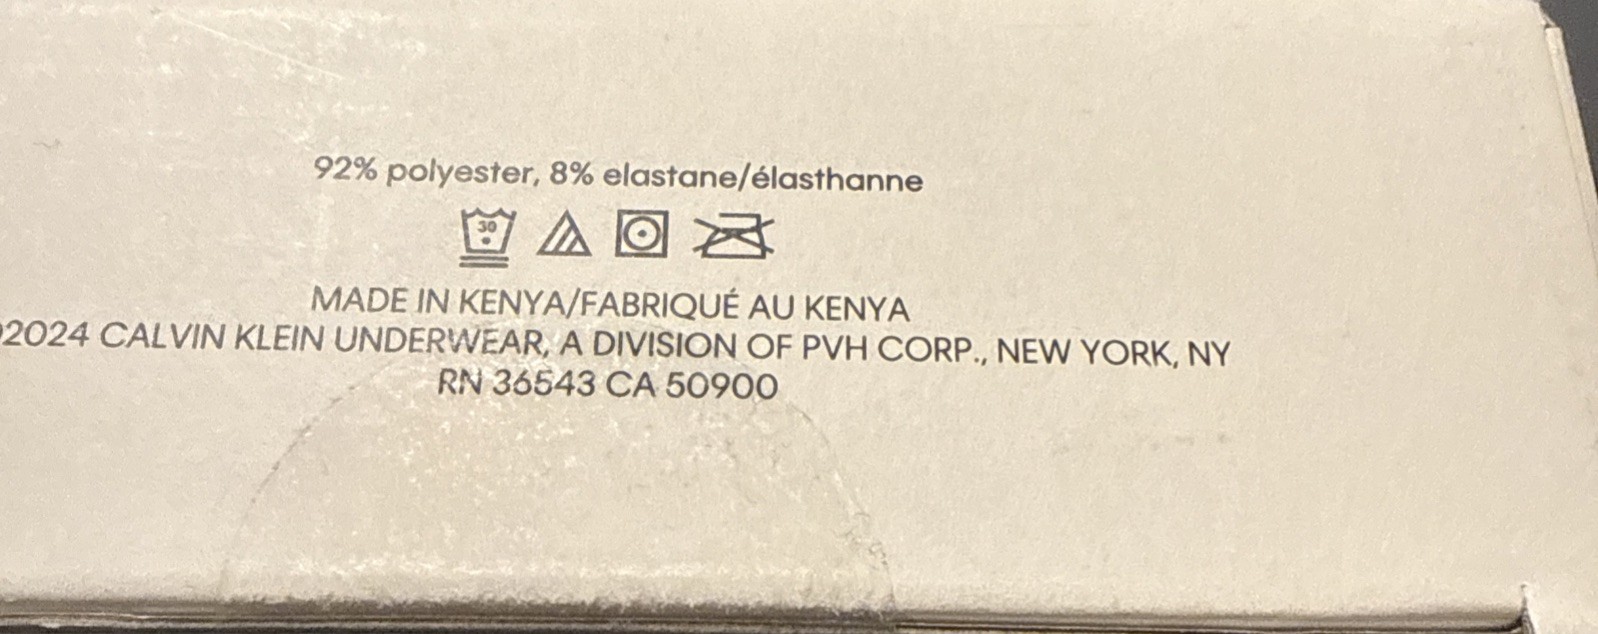 92% polyester, 8% elastane/élasthanne
30
MADE IN KENYA/FABRIQUÉ AU KENYA
©2024 CALVIN KLEIN UNDERWEAR, A DIVISION OF PVH CORP., NEW YORK, NY
RN 36543 CA 50900